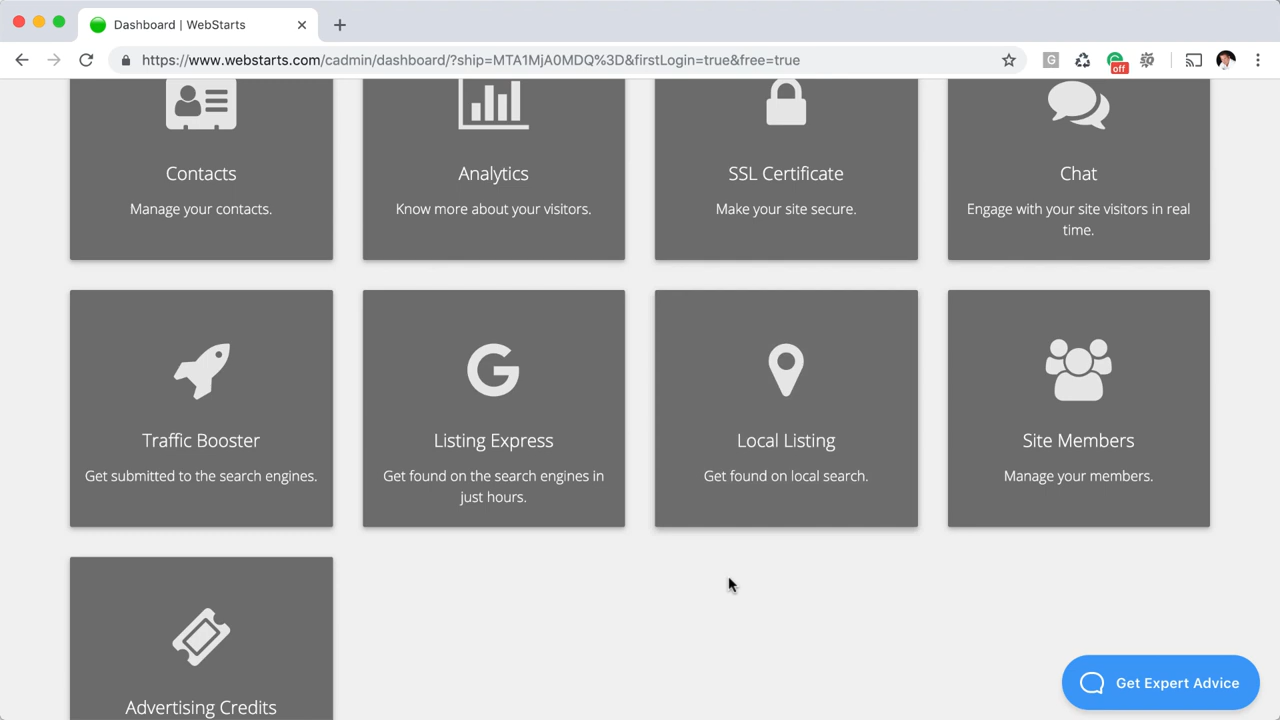 Dashboard | WebStarts
https://www.webstarts.com/cadmin/dashboard/?ship=MTA1MjA0MDQ%3D&firstLogin=true&free=true
G
off
Contacts
Manage your contacts.
Analytics
Know more about your visitors.
SSL Certificate
Make your site secure.
Chat
Engage with your site visitors in real
time.
Traffic Booster
Get submitted to the search engines.
G
Listing Express
Get found on the search engines in
just hours.
Local Listing
Get found on local search.
Site Members
Manage your members.
Advertising Credits
Get Expert Advice